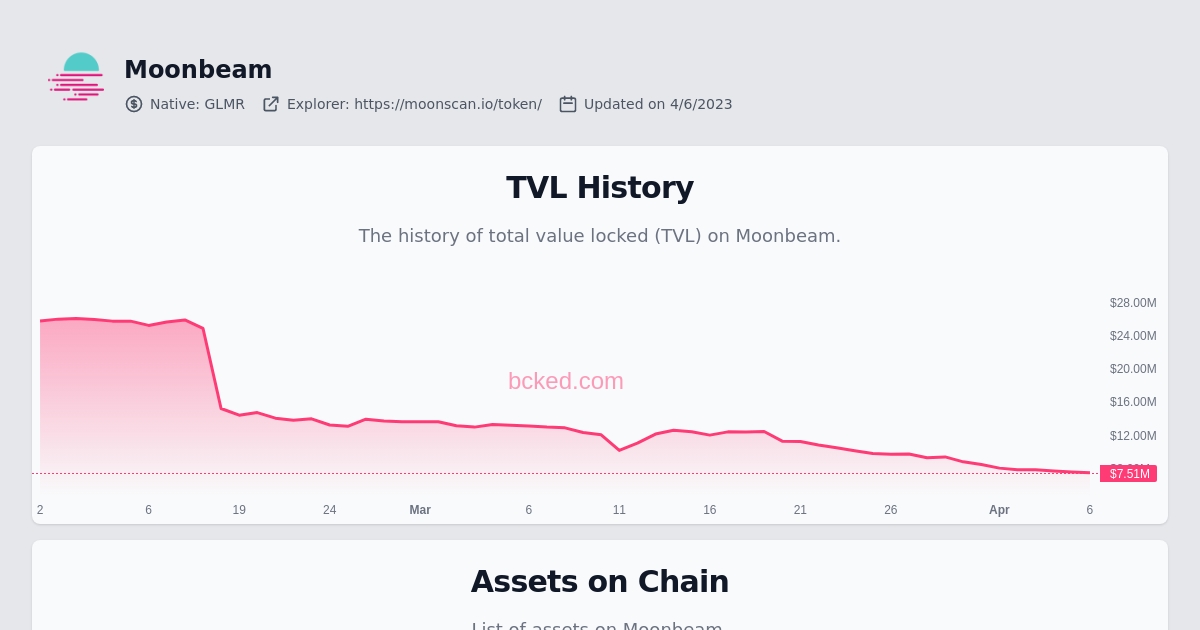 Moonbeam
Native: GLMR Explorer: https://moonscan.io/token/ Updated on 4/6/2023
TVL History
The history of total value locked (TVL) on Moonbeam.
$28.00M
$24.00M
$20.00M
bcked.com
$16.00M
$12.00M
$7.51M
2 6 19 24 Mar 6 11 16 21 26 Apr 6
Assets on Chain
List of assets on Moonbeam